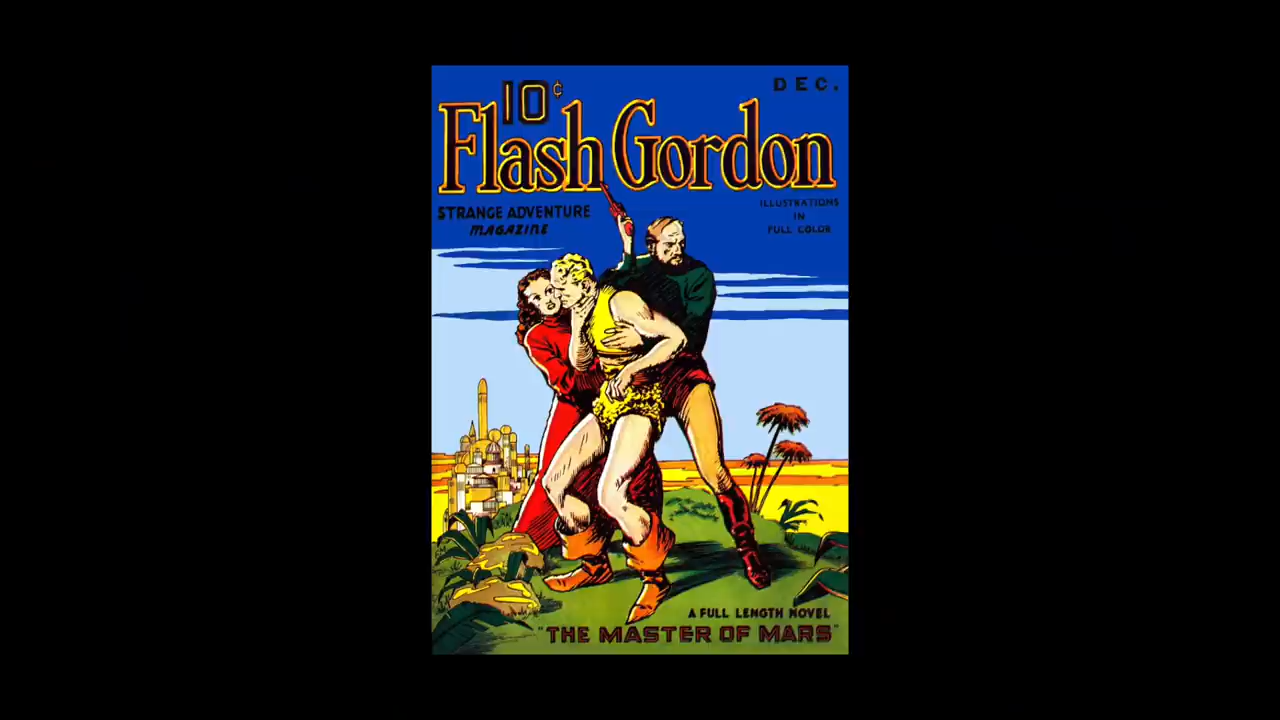 10¢
DEC.
Flash Gordon
STRANGE ADVENTURE
MAGAZINE
ILLUSTRATIONS
IN
FULL COLOR
A FULL LENGTH NOVEL
"THE MASTER OF MARS"